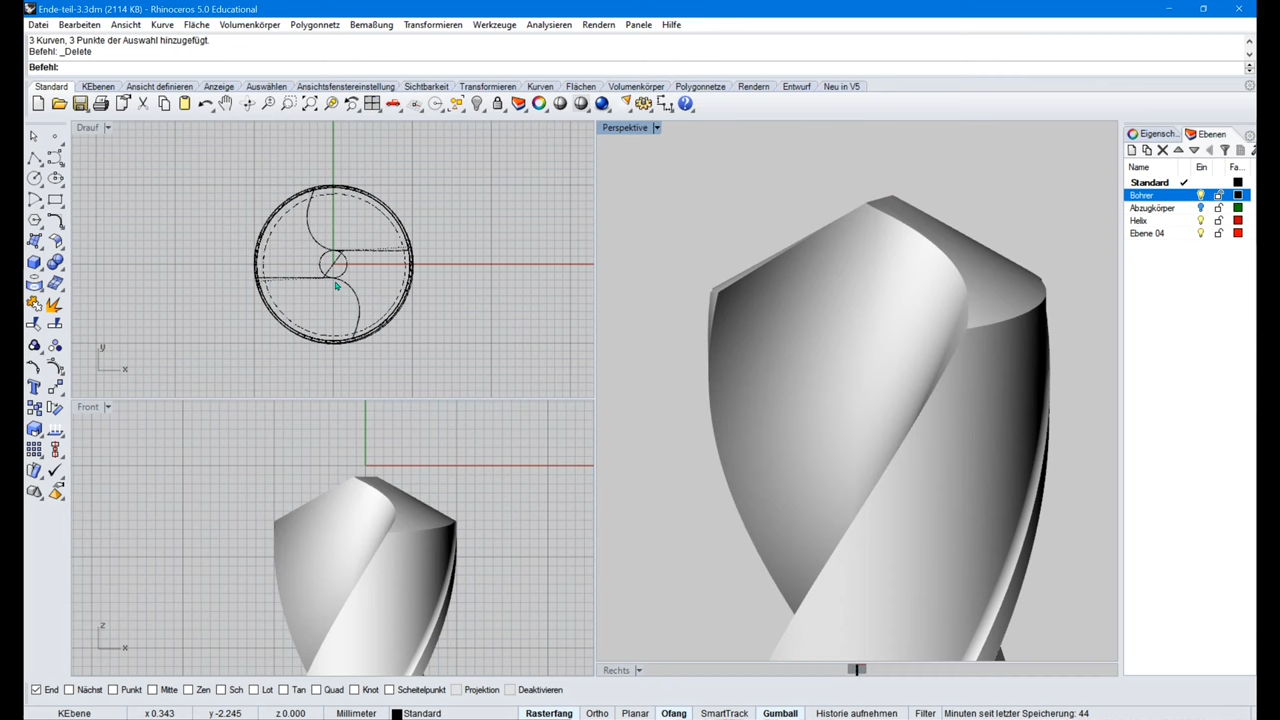 Ende-teil-3.3dm (2114 KB) - Rhinoceros 5.0 Educational
Datei Bearbeiten Ansicht Kurve Fläche Volumenkörper Polygonnetz Bemaßung Transformieren Werkzeuge Analysieren Rendern Panele Hilfe
3 Kurven, 3 Punkte der Auswahl hinzugefügt.
Befehl: _Delete
Befehl:
Standard KEbenen Ansicht definieren Anzeige Auswählen Ansichtsfenstereinstellung Sichtbarkeit Transformieren Kurven Flächen Volumenkörper Polygonnetze Rendern Entwurf Neu in V5
Drauf
Perspektive
Eigensch...
Ebenen
Name Ein Fa...
Standard
Bohrer
Abzugkörper
Helix
Ebene 04
y
x
Front
z
x
Rechts
End Nächst Punkt Mitte Zen Sch Lot Tan Quad Knot Scheitelpunkt Projektion Deaktivieren
KEbene x 0.343 y -2.245 z 0.000 Millimeter Standard Rasterfang Ortho Planar Ofang SmartTrack Gumball Historie aufnehmen Filter Minuten seit letzter Speicherung: 44